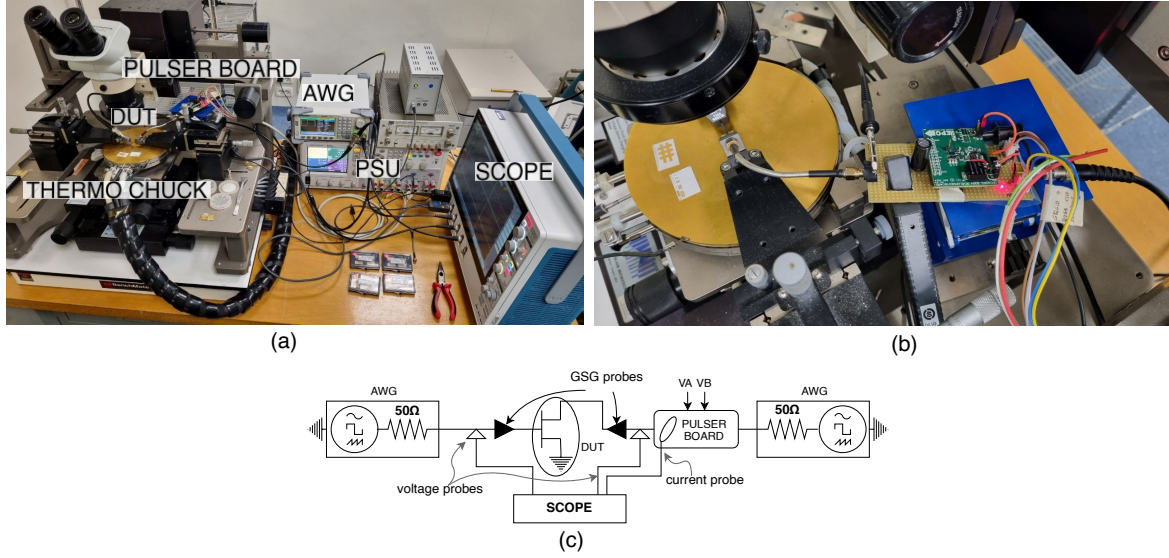 PULSER BOARD
AWG
DUT
PSU
SCOPE
THERMO CHUCK
(a)
(b)
GSG probes
VA VB
AWG
AWG
50Ω
50Ω
PULSER
BOARD
DUT
voltage probes
current probe
SCOPE
(c)